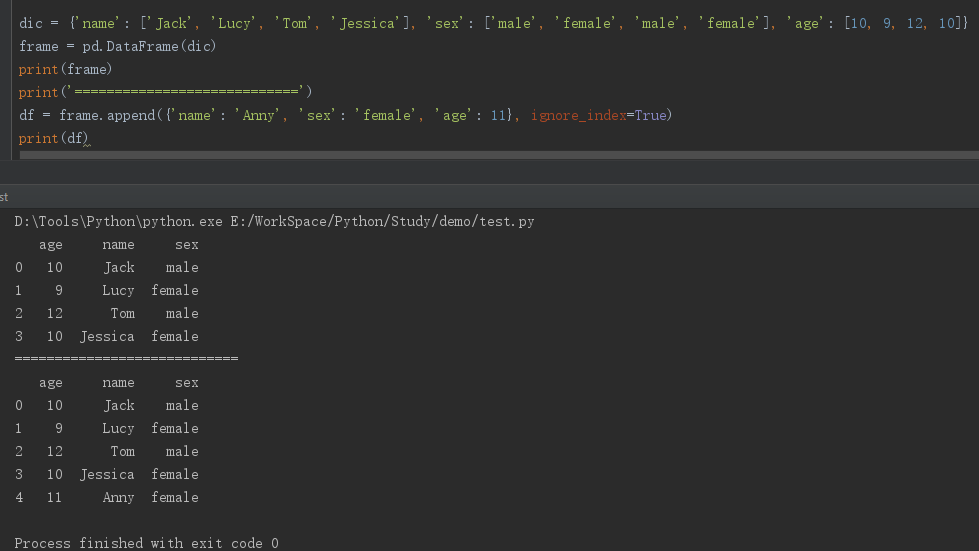 dic = {'name': ['Jack', 'Lucy', 'Tom', 'Jessica'], 'sex': ['male', 'female', 'male', 'female'], 'age': [10, 9, 12, 10]}
frame = pd.DataFrame(dic)
print(frame)
print('============================')
df = frame.append({'name': 'Anny', 'sex': 'female', 'age': 11}, ignore_index=True)
print(df)
st
D:\Tools\Python\python.exe E:/WorkSpace/Python/Study/demo/test.py
   age     name     sex
0   10     Jack    male
1    9     Lucy  female
2   12      Tom    male
3   10  Jessica  female
============================
   age     name     sex
0   10     Jack    male
1    9     Lucy  female
2   12      Tom    male
3   10  Jessica  female
4   11     Anny  female
Process finished with exit code 0